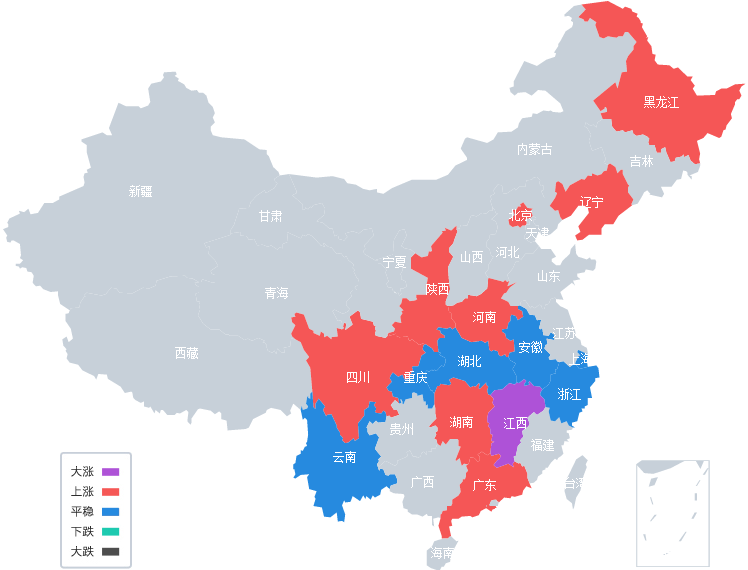 黑龙江
内蒙古
吉林
新疆
辽宁
北京
甘肃
天津
河北
山西
宁夏
山东
陕西
青海
河南
江苏
安徽
西藏
上海
湖北
四川
重庆
浙江
湖南
江西
贵州
福建
云南
广西
广东
台湾
海南
大涨
上涨
平稳
下跌
大跌